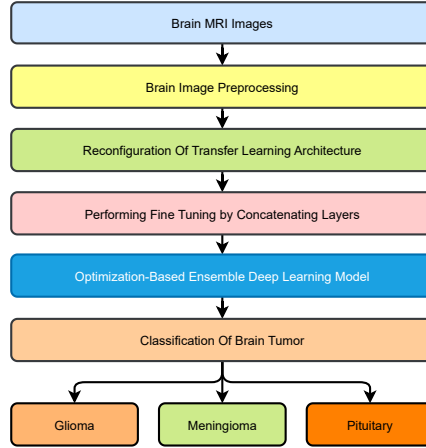 Brain MRI Images
Brain Image Preprocessing
Reconfiguration Of Transfer Learning Architecture
Performing Fine Tuning by Concatenating Layers
Optimization-Based Ensemble Deep Learning Model
Classification Of Brain Tumor
Glioma
Meningioma
Pituitary